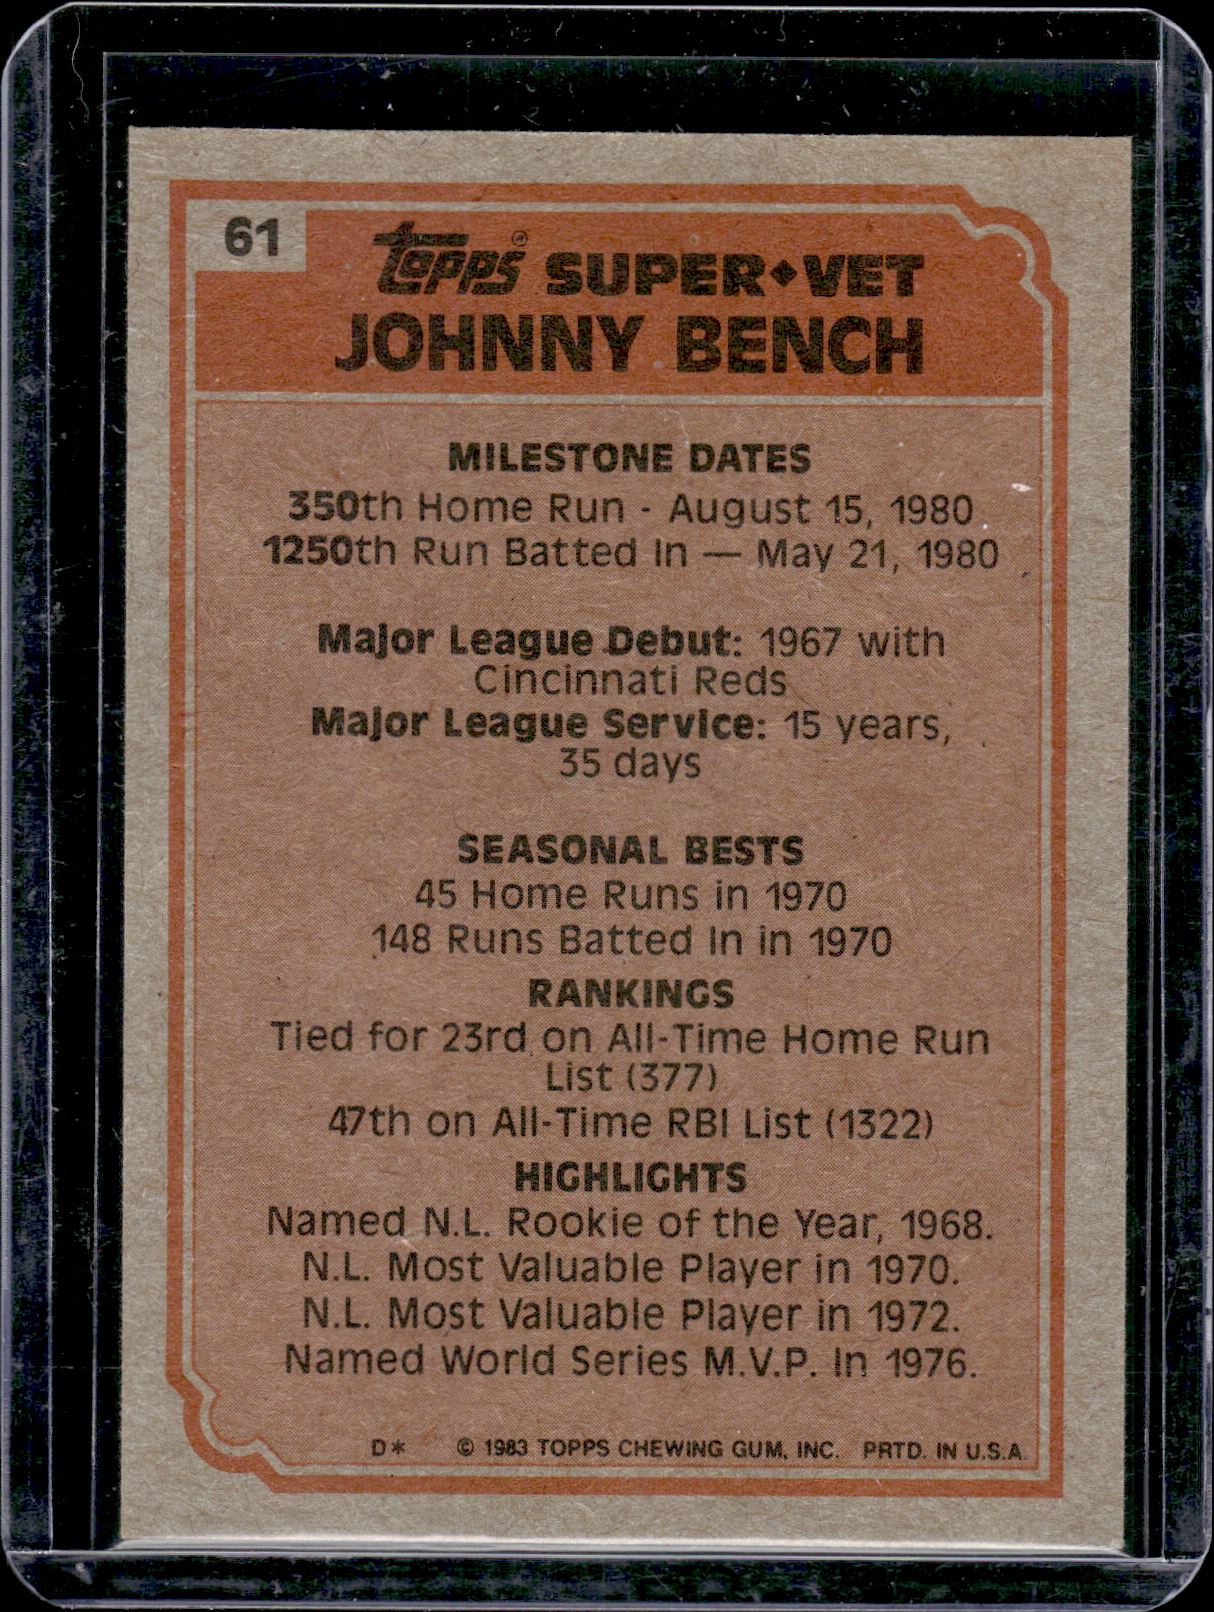 61
Topps® SUPER◆VET
JOHNNY BENCH
MILESTONE DATES
350th Home Run - August 15, 1980
1250th Run Batted In — May 21, 1980
Major League Debut: 1967 with
Cincinnati Reds
Major League Service: 15 years,
35 days
SEASONAL BESTS
45 Home Runs in 1970
148 Runs Batted In in 1970
RANKINGS
Tied for 23rd on All-Time Home Run
List (377)
47th on All-Time RBI List (1322)
HIGHLIGHTS
Named N.L. Rookie of the Year, 1968.
N.L. Most Valuable Player in 1970.
N.L. Most Valuable Player in 1972.
Named World Series M.V.P. In 1976.
D* © 1983 TOPPS CHEWING GUM, INC. PRTD. IN U.S.A.